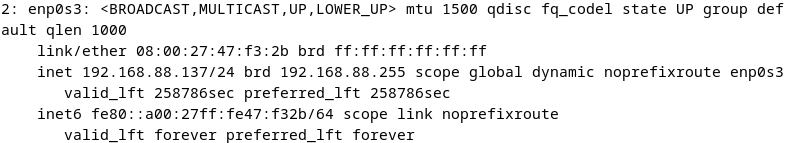 2: enp0s3: <BROADCAST,MULTICAST,UP,LOWER_UP> mtu 1500 qdisc fq_codel state UP group def
ault qlen 1000
    link/ether 08:00:27:47:f3:2b brd ff:ff:ff:ff:ff:ff
    inet 192.168.88.137/24 brd 192.168.88.255 scope global dynamic noprefixroute enp0s3
       valid_lft 258786sec preferred_lft 258786sec
    inet6 fe80::a00:27ff:fe47:f32b/64 scope link noprefixroute
       valid_lft forever preferred_lft forever